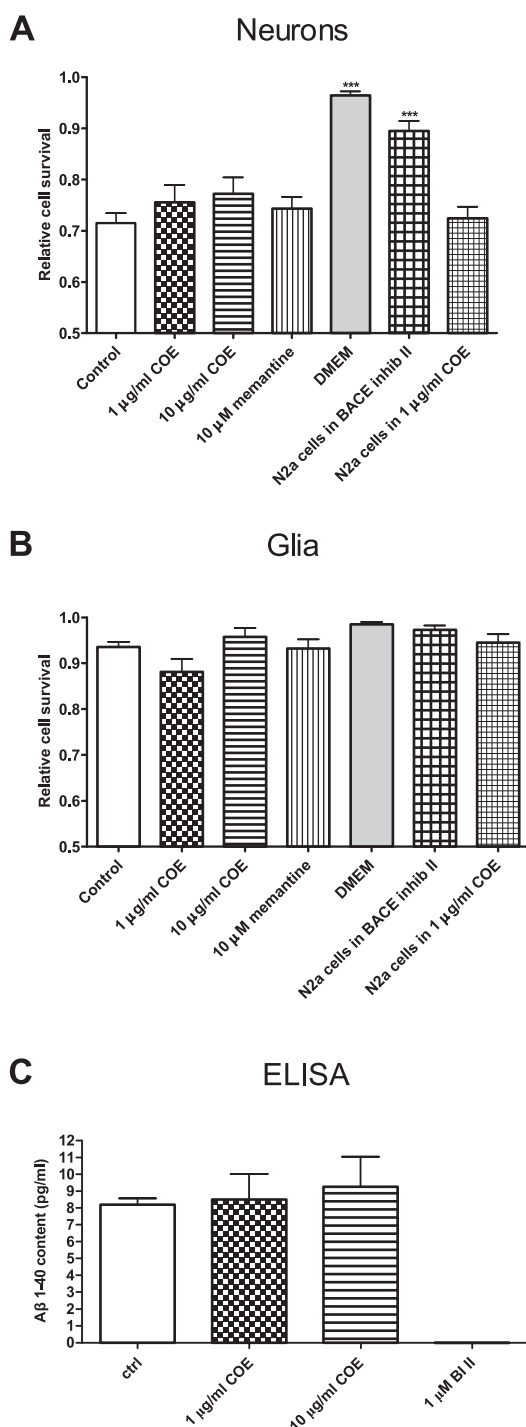 A
Neurons
Relative cell survival
1.0
0.9
0.8
0.7
0.6
0.5
***
***
Control
1 µg/ml COE
10 µg/ml COE
10 µM memantine
DMEM
N2a cells in BACE inhib II
N2a cells in 1 µg/ml COE
B
Glia
Relative cell survival
1.0
0.9
0.8
0.7
0.6
0.5
Control
1 µg/ml COE
10 µg/ml COE
10 µM memantine
DMEM
N2a cells in BACE inhib II
N2a cells in 1 µg/ml COE
C
ELISA
Aβ 1-40 content (pg/ml)
12
11
10
9
8
7
6
5
4
3
2
1
0
ctrl
1 µg/ml COE
10 µg/ml COE
1 µM BI II